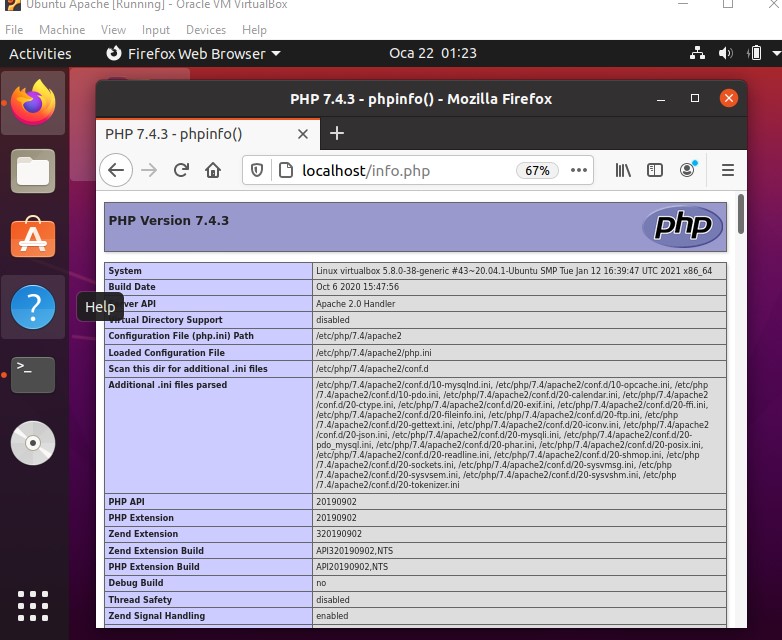 Ubuntu Apache [Running] - Oracle VM VirtualBox
File Machine View Input Devices Help
Activities Firefox Web Browser Oca 22 01:23
PHP 7.4.3 - phpinfo() - Mozilla Firefox
PHP 7.4.3 - phpinfo()
localhost/info.php 67%
PHP Version 7.4.3
php
System Linux virtualbox 5.8.0-38-generic #43~20.04.1-Ubuntu SMP Tue Jan 12 16:39:47 UTC 2021 x86_64
Build Date Oct 6 2020 15:47:56
Server API Apache 2.0 Handler
Help
Virtual Directory Support disabled
Configuration File (php.ini) Path /etc/php/7.4/apache2
Loaded Configuration File /etc/php/7.4/apache2/php.ini
Scan this dir for additional .ini files /etc/php/7.4/apache2/conf.d
Additional .ini files parsed /etc/php/7.4/apache2/conf.d/10-mysqlnd.ini, /etc/php/7.4/apache2/conf.d/10-opcache.ini, /etc/php
/7.4/apache2/conf.d/10-pdo.ini, /etc/php/7.4/apache2/conf.d/20-calendar.ini, /etc/php/7.4/apache2
/conf.d/20-ctype.ini, /etc/php/7.4/apache2/conf.d/20-exif.ini, /etc/php/7.4/apache2/conf.d/20-ffi.ini,
/etc/php/7.4/apache2/conf.d/20-fileinfo.ini, /etc/php/7.4/apache2/conf.d/20-ftp.ini, /etc/php
/7.4/apache2/conf.d/20-gettext.ini, /etc/php/7.4/apache2/conf.d/20-iconv.ini, /etc/php/7.4/apache2
/conf.d/20-json.ini, /etc/php/7.4/apache2/conf.d/20-mysqli.ini, /etc/php/7.4/apache2/conf.d/20-
pdo_mysql.ini, /etc/php/7.4/apache2/conf.d/20-phar.ini, /etc/php/7.4/apache2/conf.d/20-posix.ini,
/etc/php/7.4/apache2/conf.d/20-readline.ini, /etc/php/7.4/apache2/conf.d/20-shmop.ini, /etc/php
/7.4/apache2/conf.d/20-sockets.ini, /etc/php/7.4/apache2/conf.d/20-sysvmsg.ini, /etc/php
/7.4/apache2/conf.d/20-sysvsem.ini, /etc/php/7.4/apache2/conf.d/20-sysvshm.ini, /etc/php
/7.4/apache2/conf.d/20-tokenizer.ini
PHP API 20190902
PHP Extension 20190902
Zend Extension 320190902
Zend Extension Build API320190902,NTS
PHP Extension Build API20190902,NTS
Debug Build no
Thread Safety disabled
Zend Signal Handling enabled